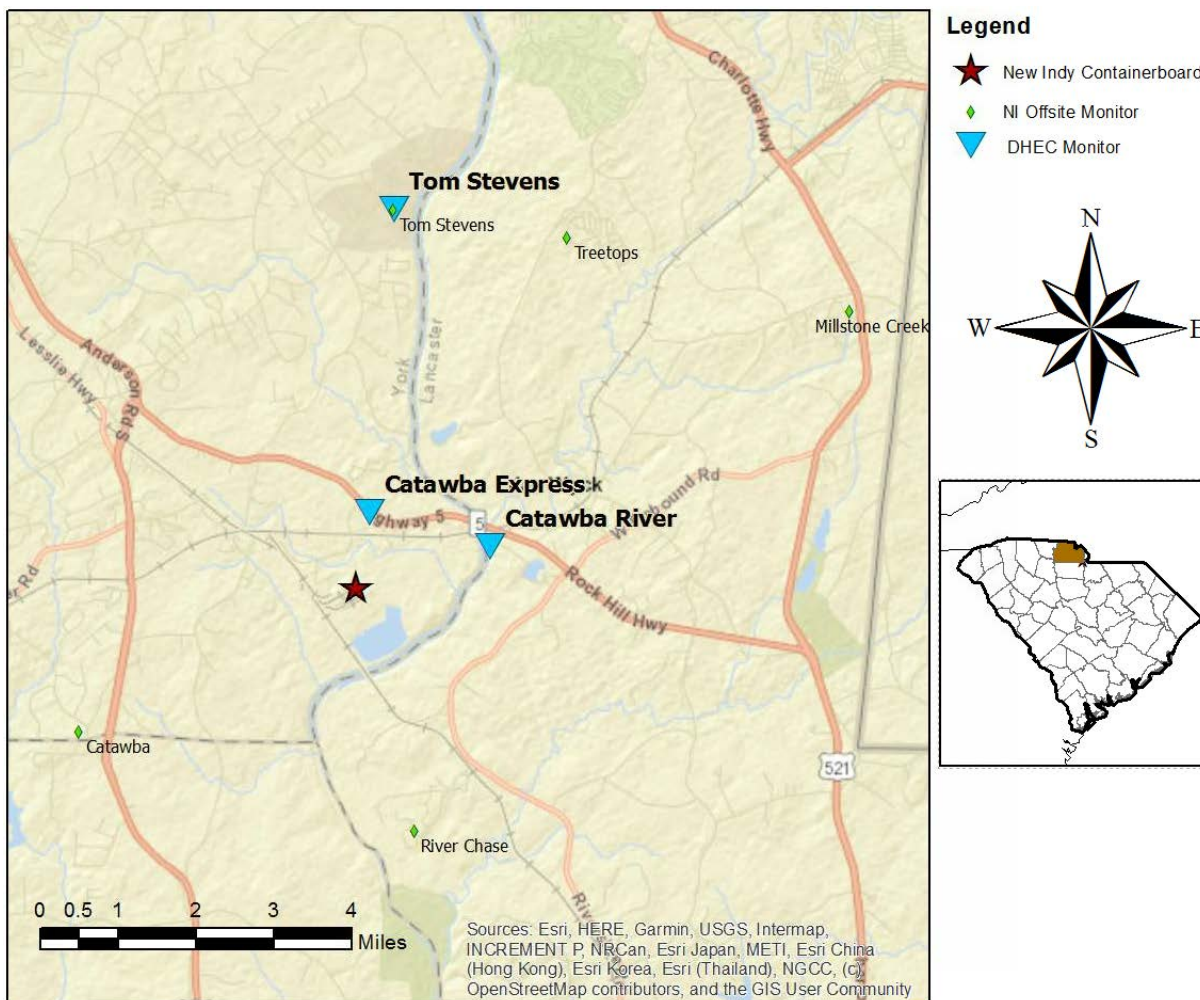 Charlotte Hwy
Tom Stevens
Tom Stevens
Treetops
Millstone Creek
York
Lancaster
Lesslie Hwy
Anderson Rd S
Catawba Express
5
Catawba River
Rock Hill Hwy
Catawba
521
River Chase
0 0.5 1 2 3 4
Miles
Sources: Esri, HERE, Garmin, USGS, Intermap,
INCREMENT P, NRCan, Esri Japan, METI, Esri China
(Hong Kong), Esri Korea, Esri (Thailand), NGCC, (c)
OpenStreetMap contributors, and the GIS User Community
Legend
New Indy Containerboard
NI Offsite Monitor
DHEC Monitor
N
W
E
S